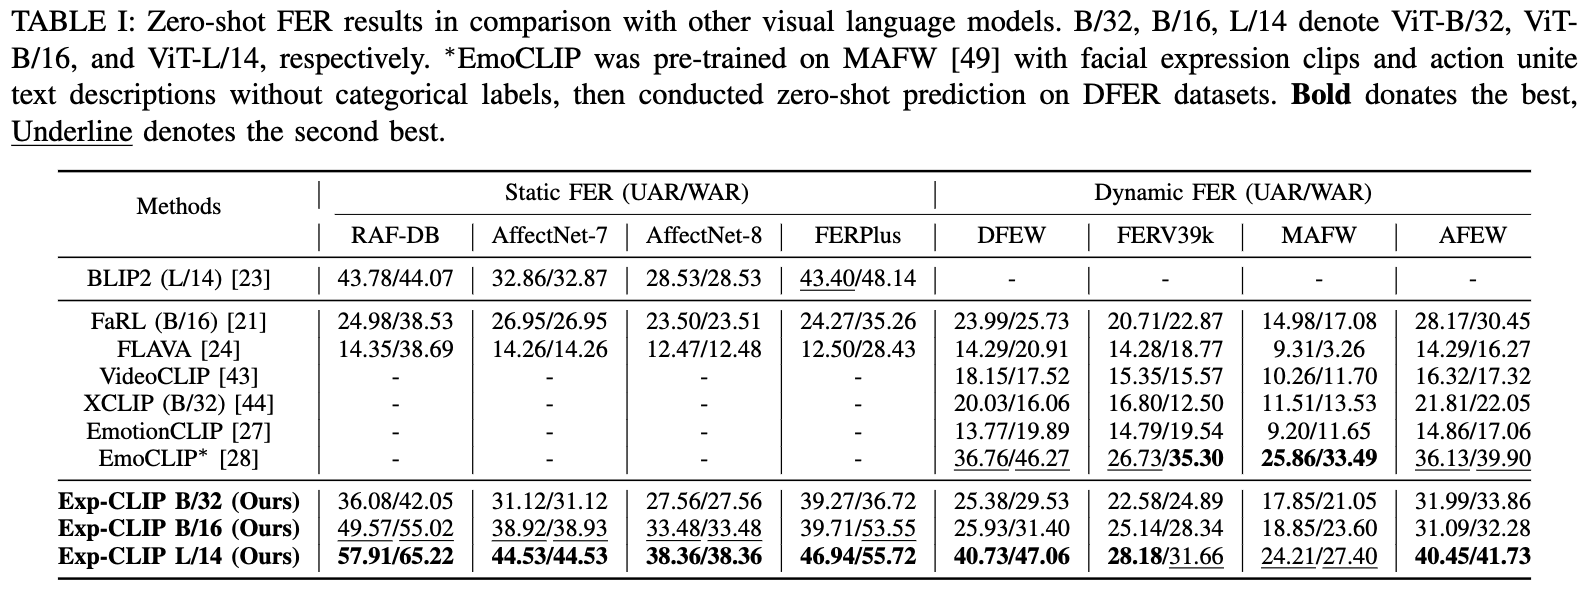 TABLE I: Zero-shot FER results in comparison with other visual language models. B/32, B/16, L/14 denote ViT-B/32, ViT-
B/16, and ViT-L/14, respectively. *EmoCLIP was pre-trained on MAFW [49] with facial expression clips and action unite
text descriptions without categorical labels, then conducted zero-shot prediction on DFER datasets. Bold donates the best,
Underline denotes the second best.
Methods | Static FER (UAR/WAR) | Dynamic FER (UAR/WAR)
| RAF-DB | AffectNet-7 | AffectNet-8 | FERPlus | DFEW | FERV39k | MAFW | AFEW
BLIP2 (L/14) [23] | 43.78/44.07 | 32.86/32.87 | 28.53/28.53 | 43.40/48.14 | - | - | - | -
FaRL (B/16) [21] | 24.98/38.53 | 26.95/26.95 | 23.50/23.51 | 24.27/35.26 | 23.99/25.73 | 20.71/22.87 | 14.98/17.08 | 28.17/30.45
FLAVA [24] | 14.35/38.69 | 14.26/14.26 | 12.47/12.48 | 12.50/28.43 | 14.29/20.91 | 14.28/18.77 | 9.31/3.26 | 14.29/16.27
VideoCLIP [43] | - | - | - | - | 18.15/17.52 | 15.35/15.57 | 10.26/11.70 | 16.32/17.32
XCLIP (B/32) [44] | - | - | - | - | 20.03/16.06 | 16.80/12.50 | 11.51/13.53 | 21.81/22.05
EmotionCLIP [27] | - | - | - | - | 13.77/19.89 | 14.79/19.54 | 9.20/11.65 | 14.86/17.06
EmoCLIP* [28] | - | - | - | - | 36.76/46.27 | 26.73/35.30 | 25.86/33.49 | 36.13/39.90
Exp-CLIP B/32 (Ours) | 36.08/42.05 | 31.12/31.12 | 27.56/27.56 | 39.27/36.72 | 25.38/29.53 | 22.58/24.89 | 17.85/21.05 | 31.99/33.86
Exp-CLIP B/16 (Ours) | 49.57/55.02 | 38.92/38.93 | 33.48/33.48 | 39.71/53.55 | 25.93/31.40 | 25.14/28.34 | 18.85/23.60 | 31.09/32.28
Exp-CLIP L/14 (Ours) | 57.91/65.22 | 44.53/44.53 | 38.36/38.36 | 46.94/55.72 | 40.73/47.06 | 28.18/31.66 | 24.21/27.40 | 40.45/41.73